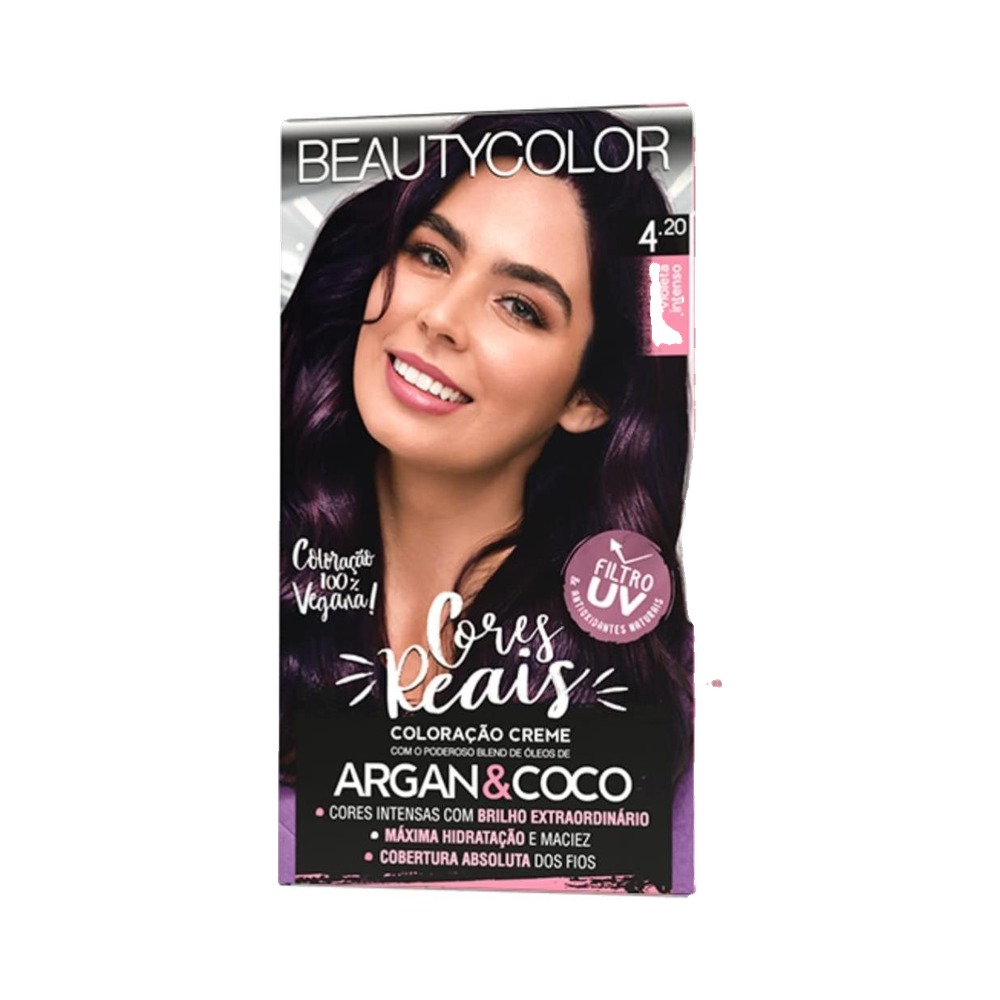 BEAUTYCOLOR
4.20
violeta
intenso
Coloração
100%
Vegana!
FILTRO
UV
& ANTIOXIDANTES NATURAIS
Cores
Reais
COLORAÇÃO CREME
COM O PODEROSO BLEND DE ÓLEOS DE
ARGAN&COCO
• CORES INTENSAS COM BRILHO EXTRAORDINÁRIO
• MÁXIMA HIDRATAÇÃO E MACIEZ
• COBERTURA ABSOLUTA DOS FIOS